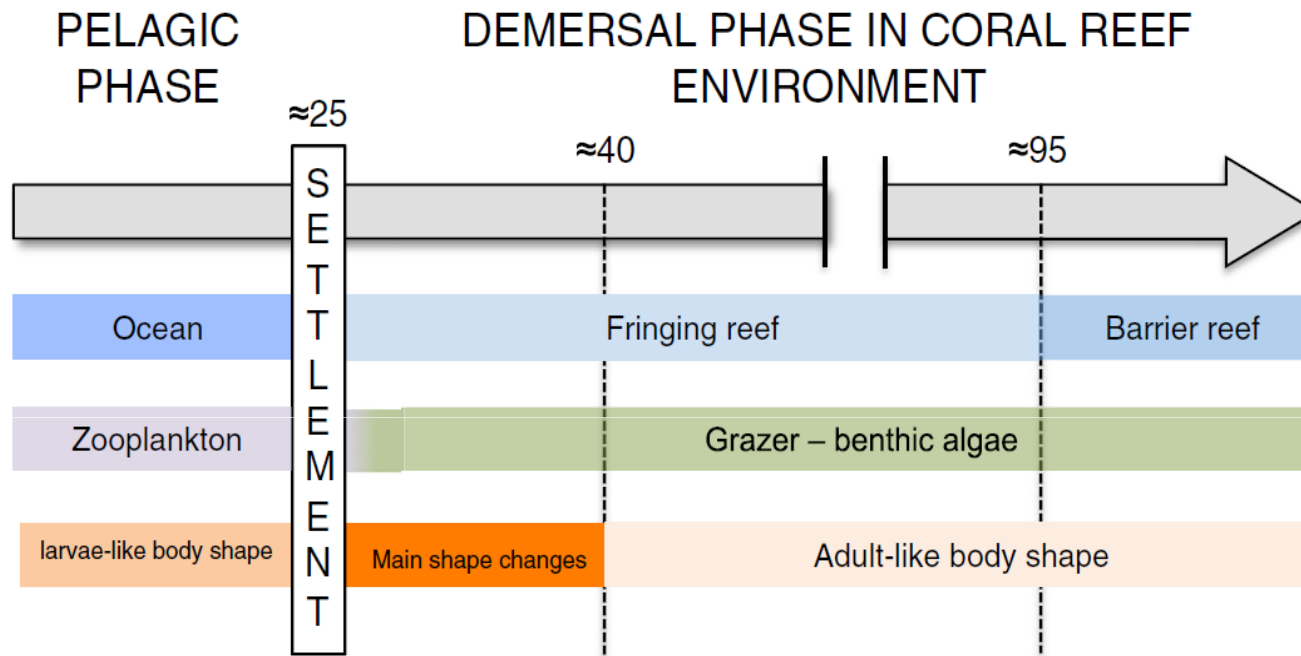 PELAGIC
PHASE
DEMERSAL PHASE IN CORAL REEF
ENVIRONMENT
≈25
≈40
≈95
SETTLEMENT
Ocean
Fringing reef
Barrier reef
Zooplankton
Grazer – benthic algae
larvae-like body shape
Main shape changes
Adult-like body shape